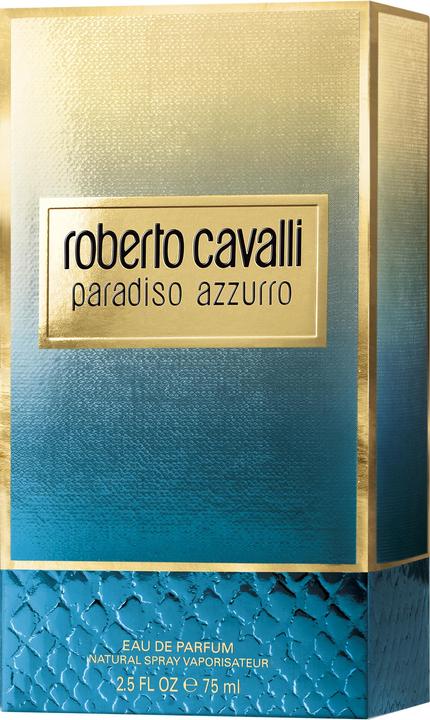 roberto cavalli
paradiso azzurro
EAU DE PARFUM
NATURAL SPRAY VAPORISATEUR
2.5 FL OZ ℮ 75 ml